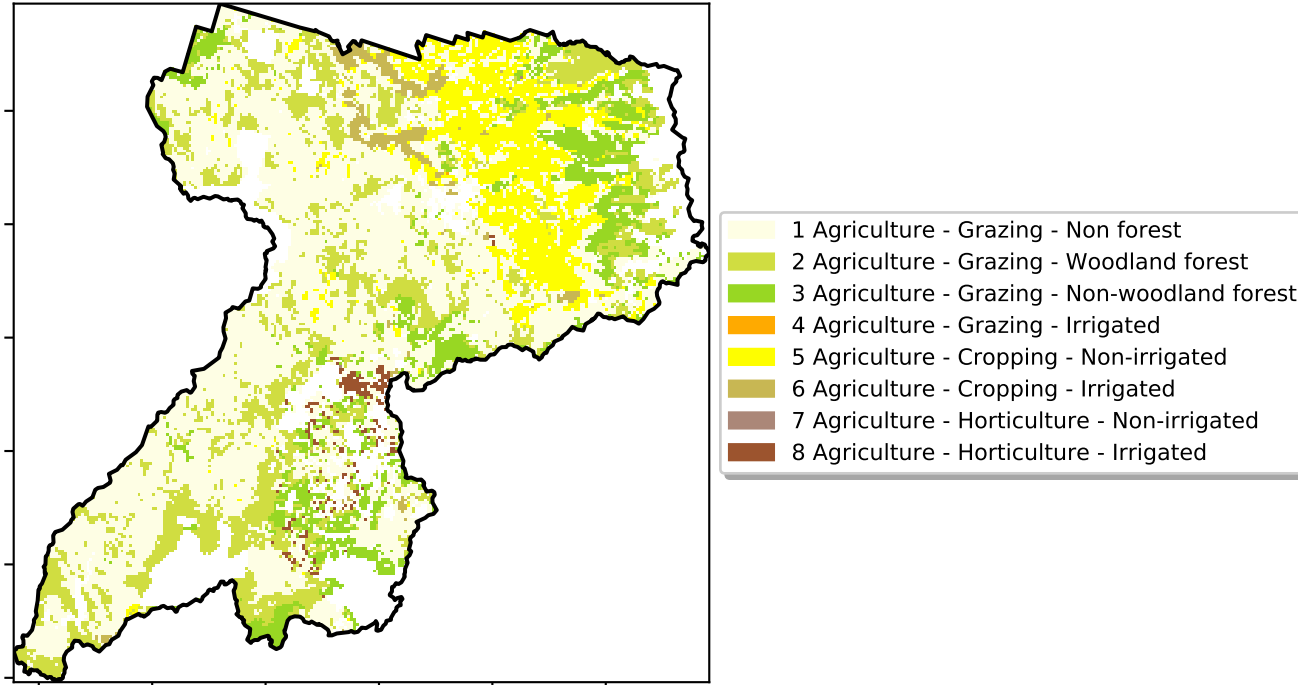 1 Agriculture - Grazing - Non forest
2 Agriculture - Grazing - Woodland forest
3 Agriculture - Grazing - Non-woodland forest
4 Agriculture - Grazing - Irrigated
5 Agriculture - Cropping - Non-irrigated
6 Agriculture - Cropping - Irrigated
7 Agriculture - Horticulture - Non-irrigated
8 Agriculture - Horticulture - Irrigated